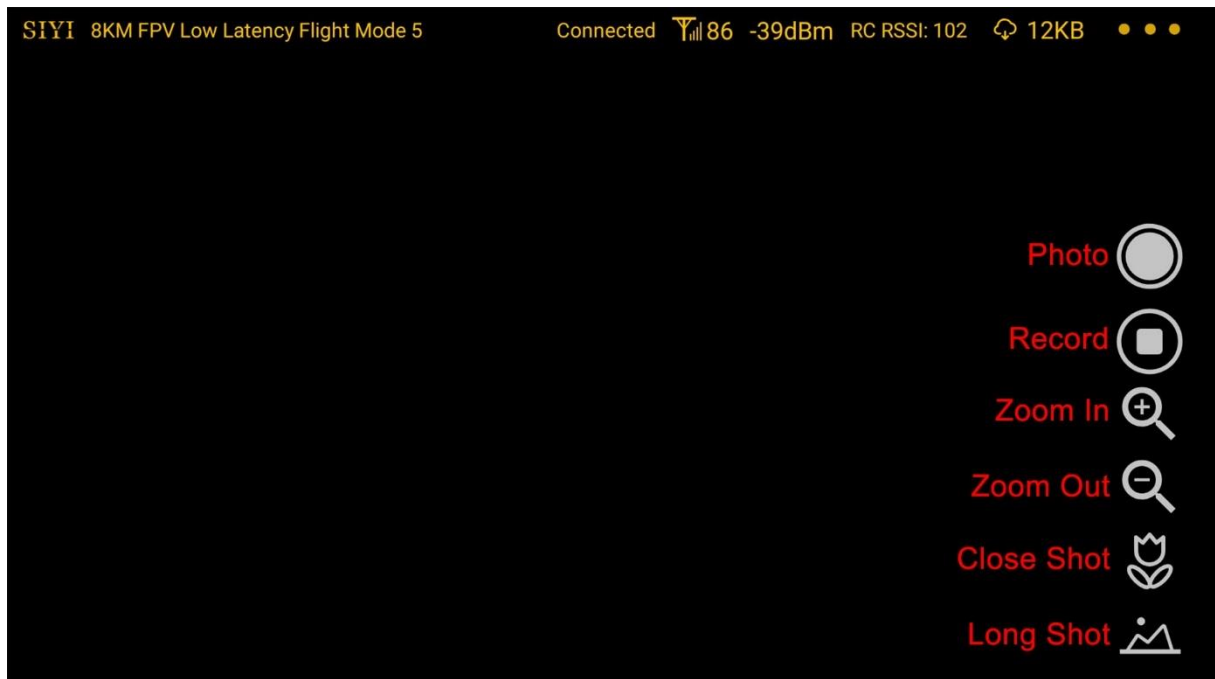 SIYI 8KM FPV Low Latency Flight Mode 5 Connected 86 -39dBm RC RSSI: 102 12KB
Photo
Record
Zoom In
Zoom Out
Close Shot
Long Shot